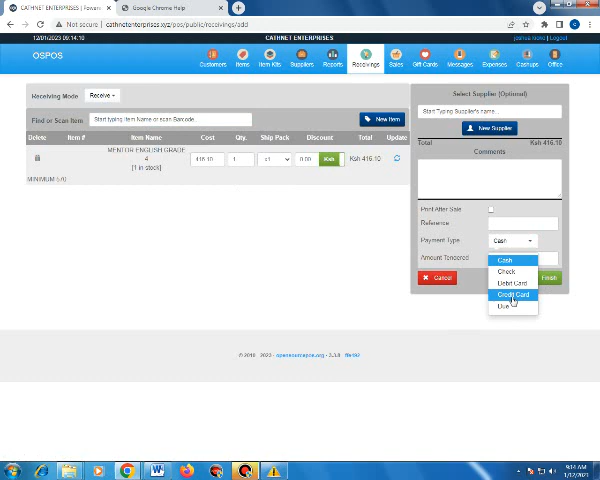 CATHNET ENTERPRISES | Powere
Google Chrome Help
Not secure | cathnetenterprises.xyz/pos/public/receivings/add
12/01/2023 09:14:10
CATHNET ENTERPRISES
| Logout
OSPOS
Customers
Items
Item Kits
Suppliers
Reports
Receivings
Sales
Gift Cards
Messages
Expenses
Cashups
Office
Receiving Mode
Receive
Find or Scan Item
Start typing Item Name or scan Barcode.
New Item
Delete
Item #
Item Name
Cost
Qty.
Ship Pack
Discount
Total
Update
MENTOR ENGLISH GRADE
4
[1 in stock]
416.10
1
x1
0.00
Ksh
Ksh 416.10
MINIMUM 570
Select Supplier (Optional)
Start Typing Supplier's name...
New Supplier
Total
Ksh 416.10
Comments
Print After Sale
Reference
Payment Type
Cash
Amount Tendered
Cash
Check
Debit Card
Credit Card
Due
Cancel
Finish
© 2010 - 2023 · opensourcepos.org · 3.3.8
9:14 AM
1/12/2023